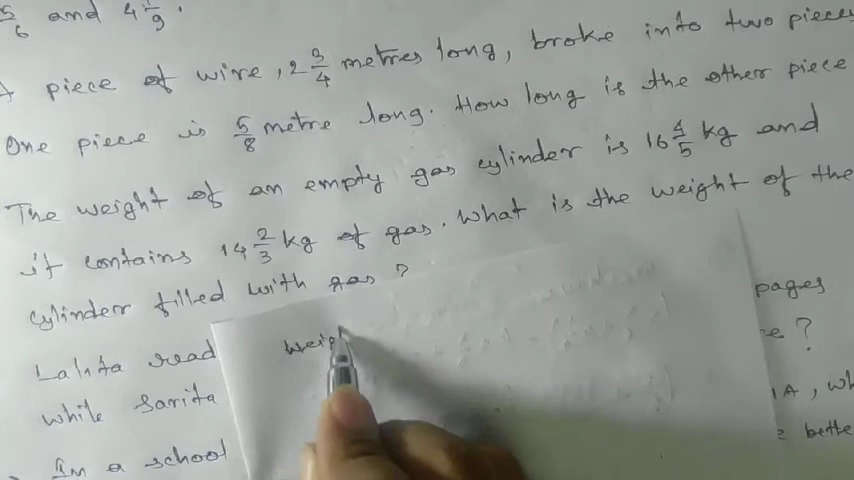 5/6 and 4 1/9.
piece of wire, 2 3/4 metres long, broke into two pieces
One piece is 5/8 metre long. How long is the other piece
The weight of an empty gas cylinder is 16 4/5 kg and
it contains 14 2/3 kg of gas. What is the weight of the
cylinder filled with gas?
pages
weig
Lalita read
while Sarita
In a school